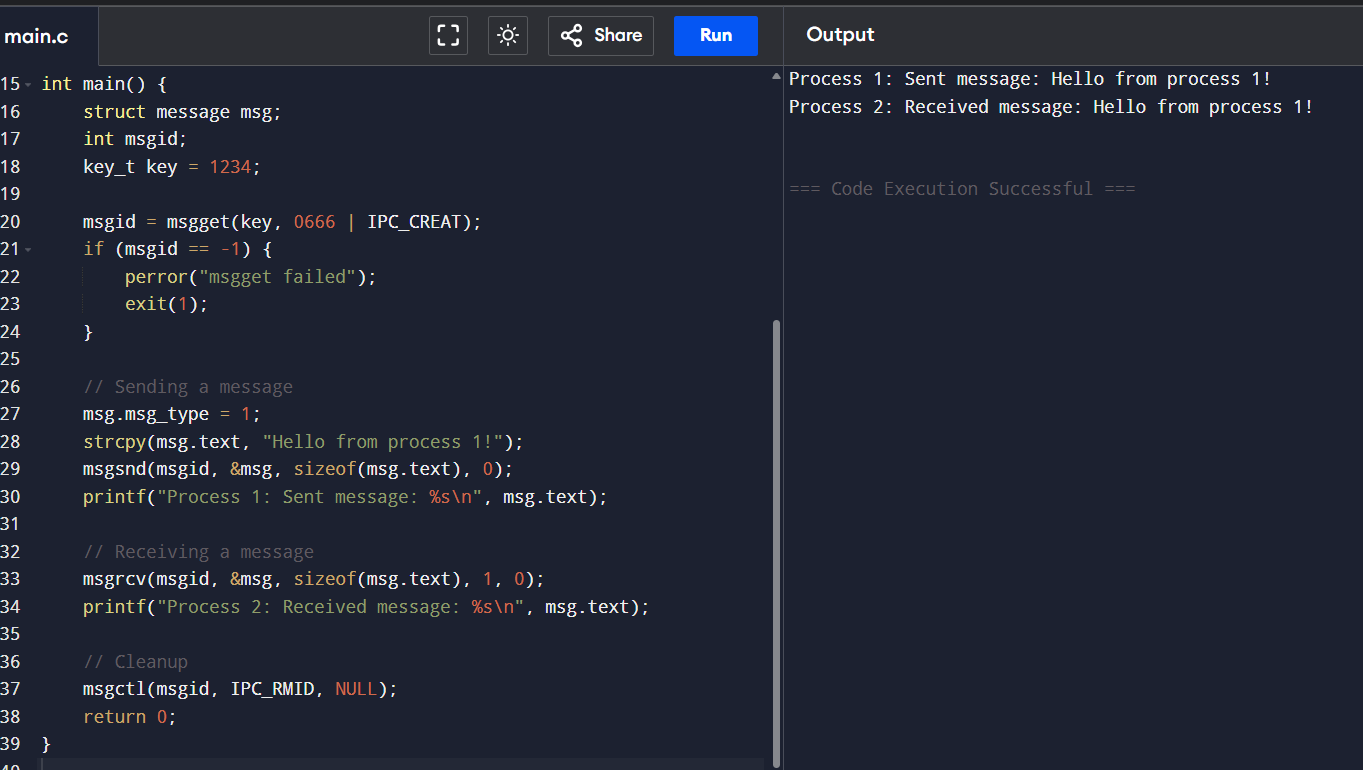 main.c
Share
Run
Output
15 int main() {
16     struct message msg;
17     int msgid;
18     key_t key = 1234;
19
20     msgid = msgget(key, 0666 | IPC_CREAT);
21     if (msgid == -1) {
22         perror("msgget failed");
23         exit(1);
24     }
25
26     // Sending a message
27     msg.msg_type = 1;
28     strcpy(msg.text, "Hello from process 1!");
29     msgsnd(msgid, &msg, sizeof(msg.text), 0);
30     printf("Process 1: Sent message: %s\n", msg.text);
31
32     // Receiving a message
33     msgrcv(msgid, &msg, sizeof(msg.text), 1, 0);
34     printf("Process 2: Received message: %s\n", msg.text);
35
36     // Cleanup
37     msgctl(msgid, IPC_RMID, NULL);
38     return 0;
39 }
40
Process 1: Sent message: Hello from process 1!
Process 2: Received message: Hello from process 1!
=== Code Execution Successful ===